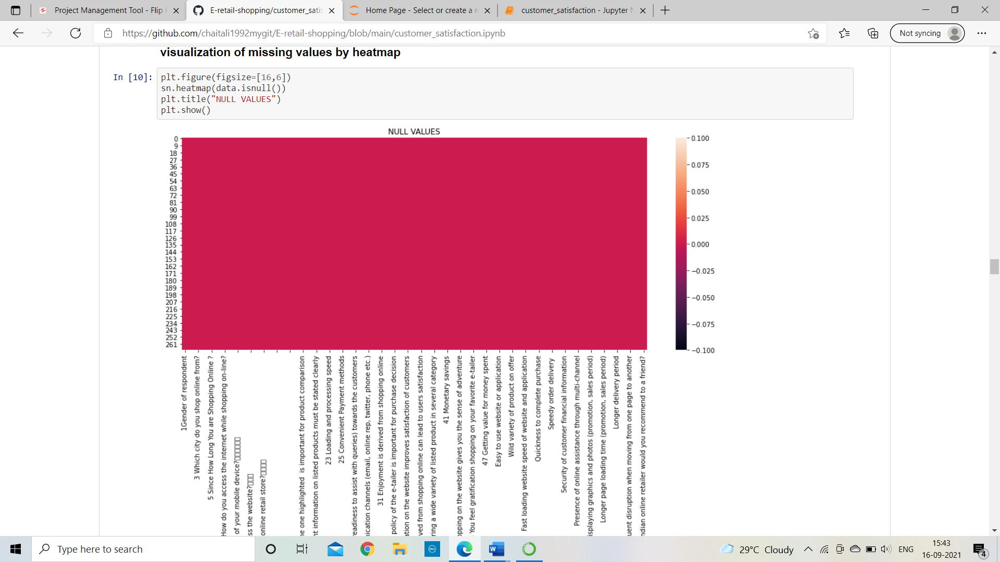 Project Management Tool - Flip
E-retail-shopping/customer_satis
Home Page - Select or create a n
customer_satisfaction - Jupyter N
https://github.com/chaitali1992mygit/E-retail-shopping/blob/main/customer_satisfaction.ipynb
Not syncing
visualization of missing values by heatmap
In [10]:
plt.figure(figsize=[16,6])
sn.heatmap(data.isnull())
plt.title("NULL VALUES")
plt.show()
NULL VALUES
0
9
18
27
36
45
54
63
72
81
90
99
108
117
126
135
144
153
162
171
180
189
198
207
216
225
234
243
252
261
0.100
0.075
0.050
0.025
0.000
−0.025
−0.050
−0.075
−0.100
1Gender of respondent
3 Which city do you shop online from?
5 Since How Long You are Shopping Online ?
How do you access the internet while shopping on-line?
of your mobile device?
ss the website?
online retail store?
e one highlighted  is important for product comparison
nt information on listed products must be stated clearly
23 Loading and processing speed
25 Convenient Payment methods
readiness to assist with queries) towards the customers
ication channels (email, online rep, twitter, phone etc.)
31 Enjoyment is derived from shopping online
policy of the e-tailer is important for purchase decision
ation on the website improves satisfaction of customers
ved from shopping online can lead to users satisfaction
ring a wide variety of listed product in several category
41 Monetary savings
pping on the website gives you the sense of adventure
You feel gratification shopping on your favorite e-tailer
47 Getting value for money spent
Easy to use website or application
Wild variety of product on offer
Fast loading website speed of website and application
Quickness to complete purchase
Speedy order delivery
Security of customer financial information
Presence of online assistance through multi-channel
isplaying graphics and photos (promotion, sales period)
Longer page loading time (promotion, sales period)
Longer delivery period
uent disruption when moving from one page to another
ndian online retailer would you recommend to a friend?
Type here to search
29°C Cloudy
ENG
15:43
16-09-2021
4